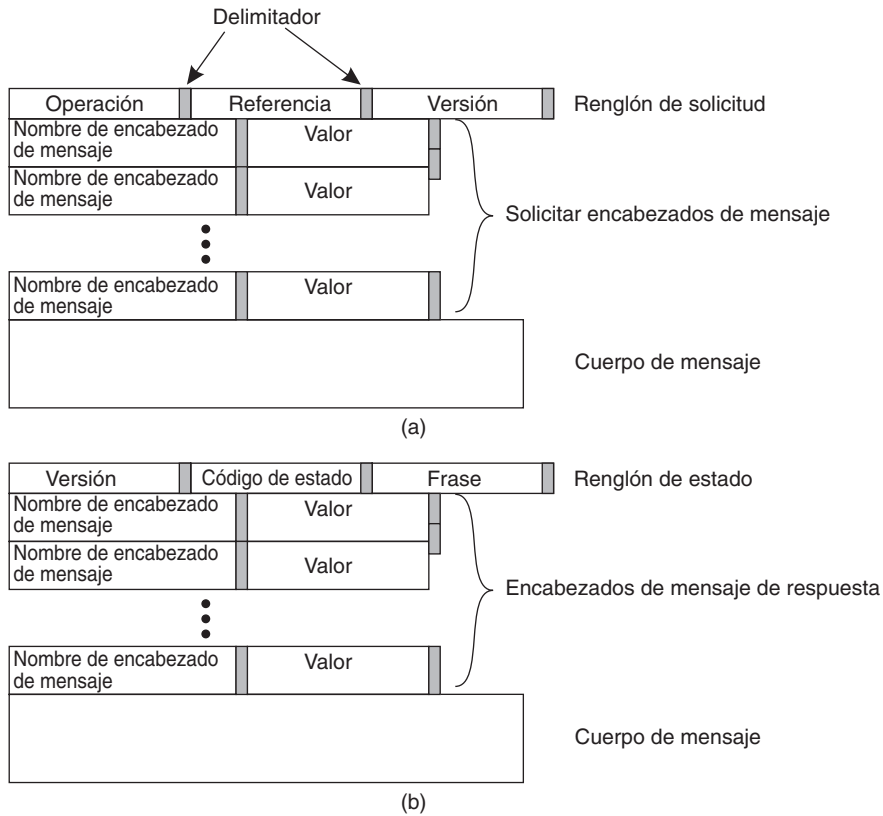 Delimitador
Operación Referencia Versión Renglón de solicitud
Nombre de encabezado
de mensaje
Valor
Nombre de encabezado
de mensaje
Valor
Solicitar encabezados de mensaje
Nombre de encabezado
de mensaje
Valor
Cuerpo de mensaje
(a)
Versión Código de estado Frase Renglón de estado
Nombre de encabezado
de mensaje
Valor
Nombre de encabezado
de mensaje
Valor
Encabezados de mensaje de respuesta
Nombre de encabezado
de mensaje
Valor
Cuerpo de mensaje
(b)